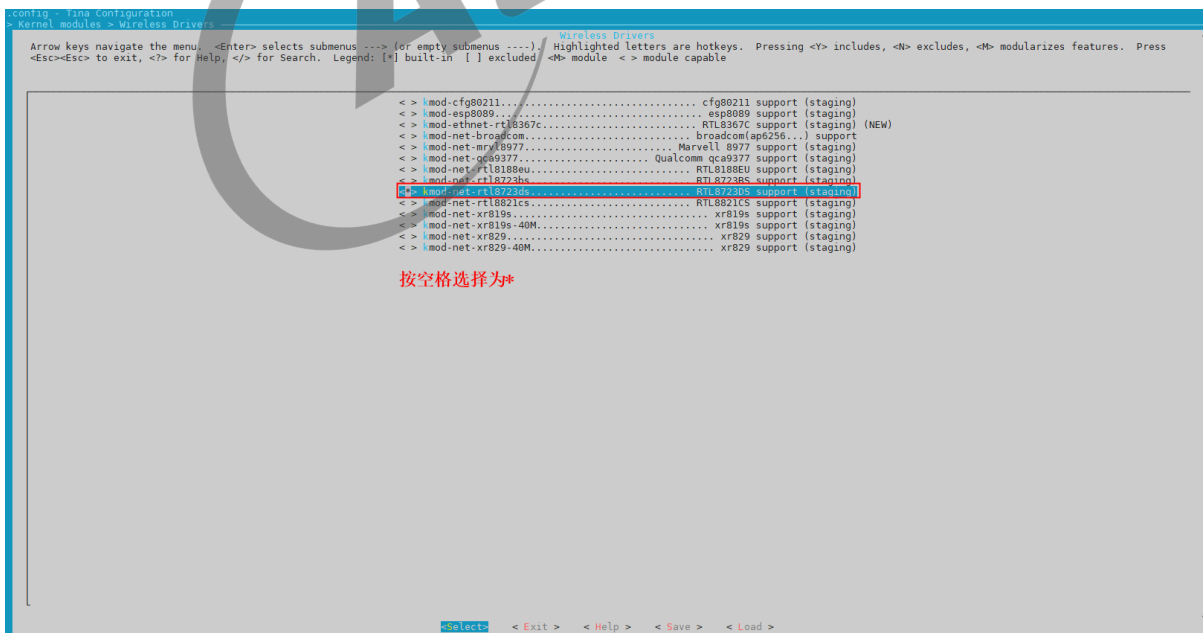 .config - Tina Configuration
> Kernel modules > Wireless Drivers
Wireless Drivers
Arrow keys navigate the menu. <Enter> selects submenus ---> (or empty submenus ----). Highlighted letters are hotkeys. Pressing <Y> includes, <N> excludes, <M> modularizes features. Press
<Esc><Esc> to exit, <?> for Help, </> for Search. Legend: [*] built-in [ ] excluded <M> module < > module capable
< > kmod-cfg80211................................. cfg80211 support (staging)
< > kmod-esp8089................................... esp8089 support (staging)
< > kmod-ethnet-rtl8367c.......................... RTL8367C support (staging) (NEW)
< > kmod-net-broadcom............................ broadcom(ap6256...) support
< > kmod-net-mrvl8977......................... Marvell 8977 support (staging)
< > kmod-net-qca9377...................... Qualcomm qca9377 support (staging)
< > kmod-net-rtl8188eu........................... RTL8188EU support (staging)
< > kmod-net-rtl8723bs........................... RTL8723BS support (staging)
<*> kmod-net-rtl8723ds........................... RTL8723DS support (staging)
< > kmod-net-rtl8821cs........................... RTL8821CS support (staging)
< > kmod-net-xr819s................................. xr819s support (staging)
< > kmod-net-xr819s-40M............................. xr819s support (staging)
< > kmod-net-xr829................................... xr829 support (staging)
< > kmod-net-xr829-40M............................... xr829 support (staging)
按空格选择为*
<Select> < Exit > < Help > < Save > < Load >